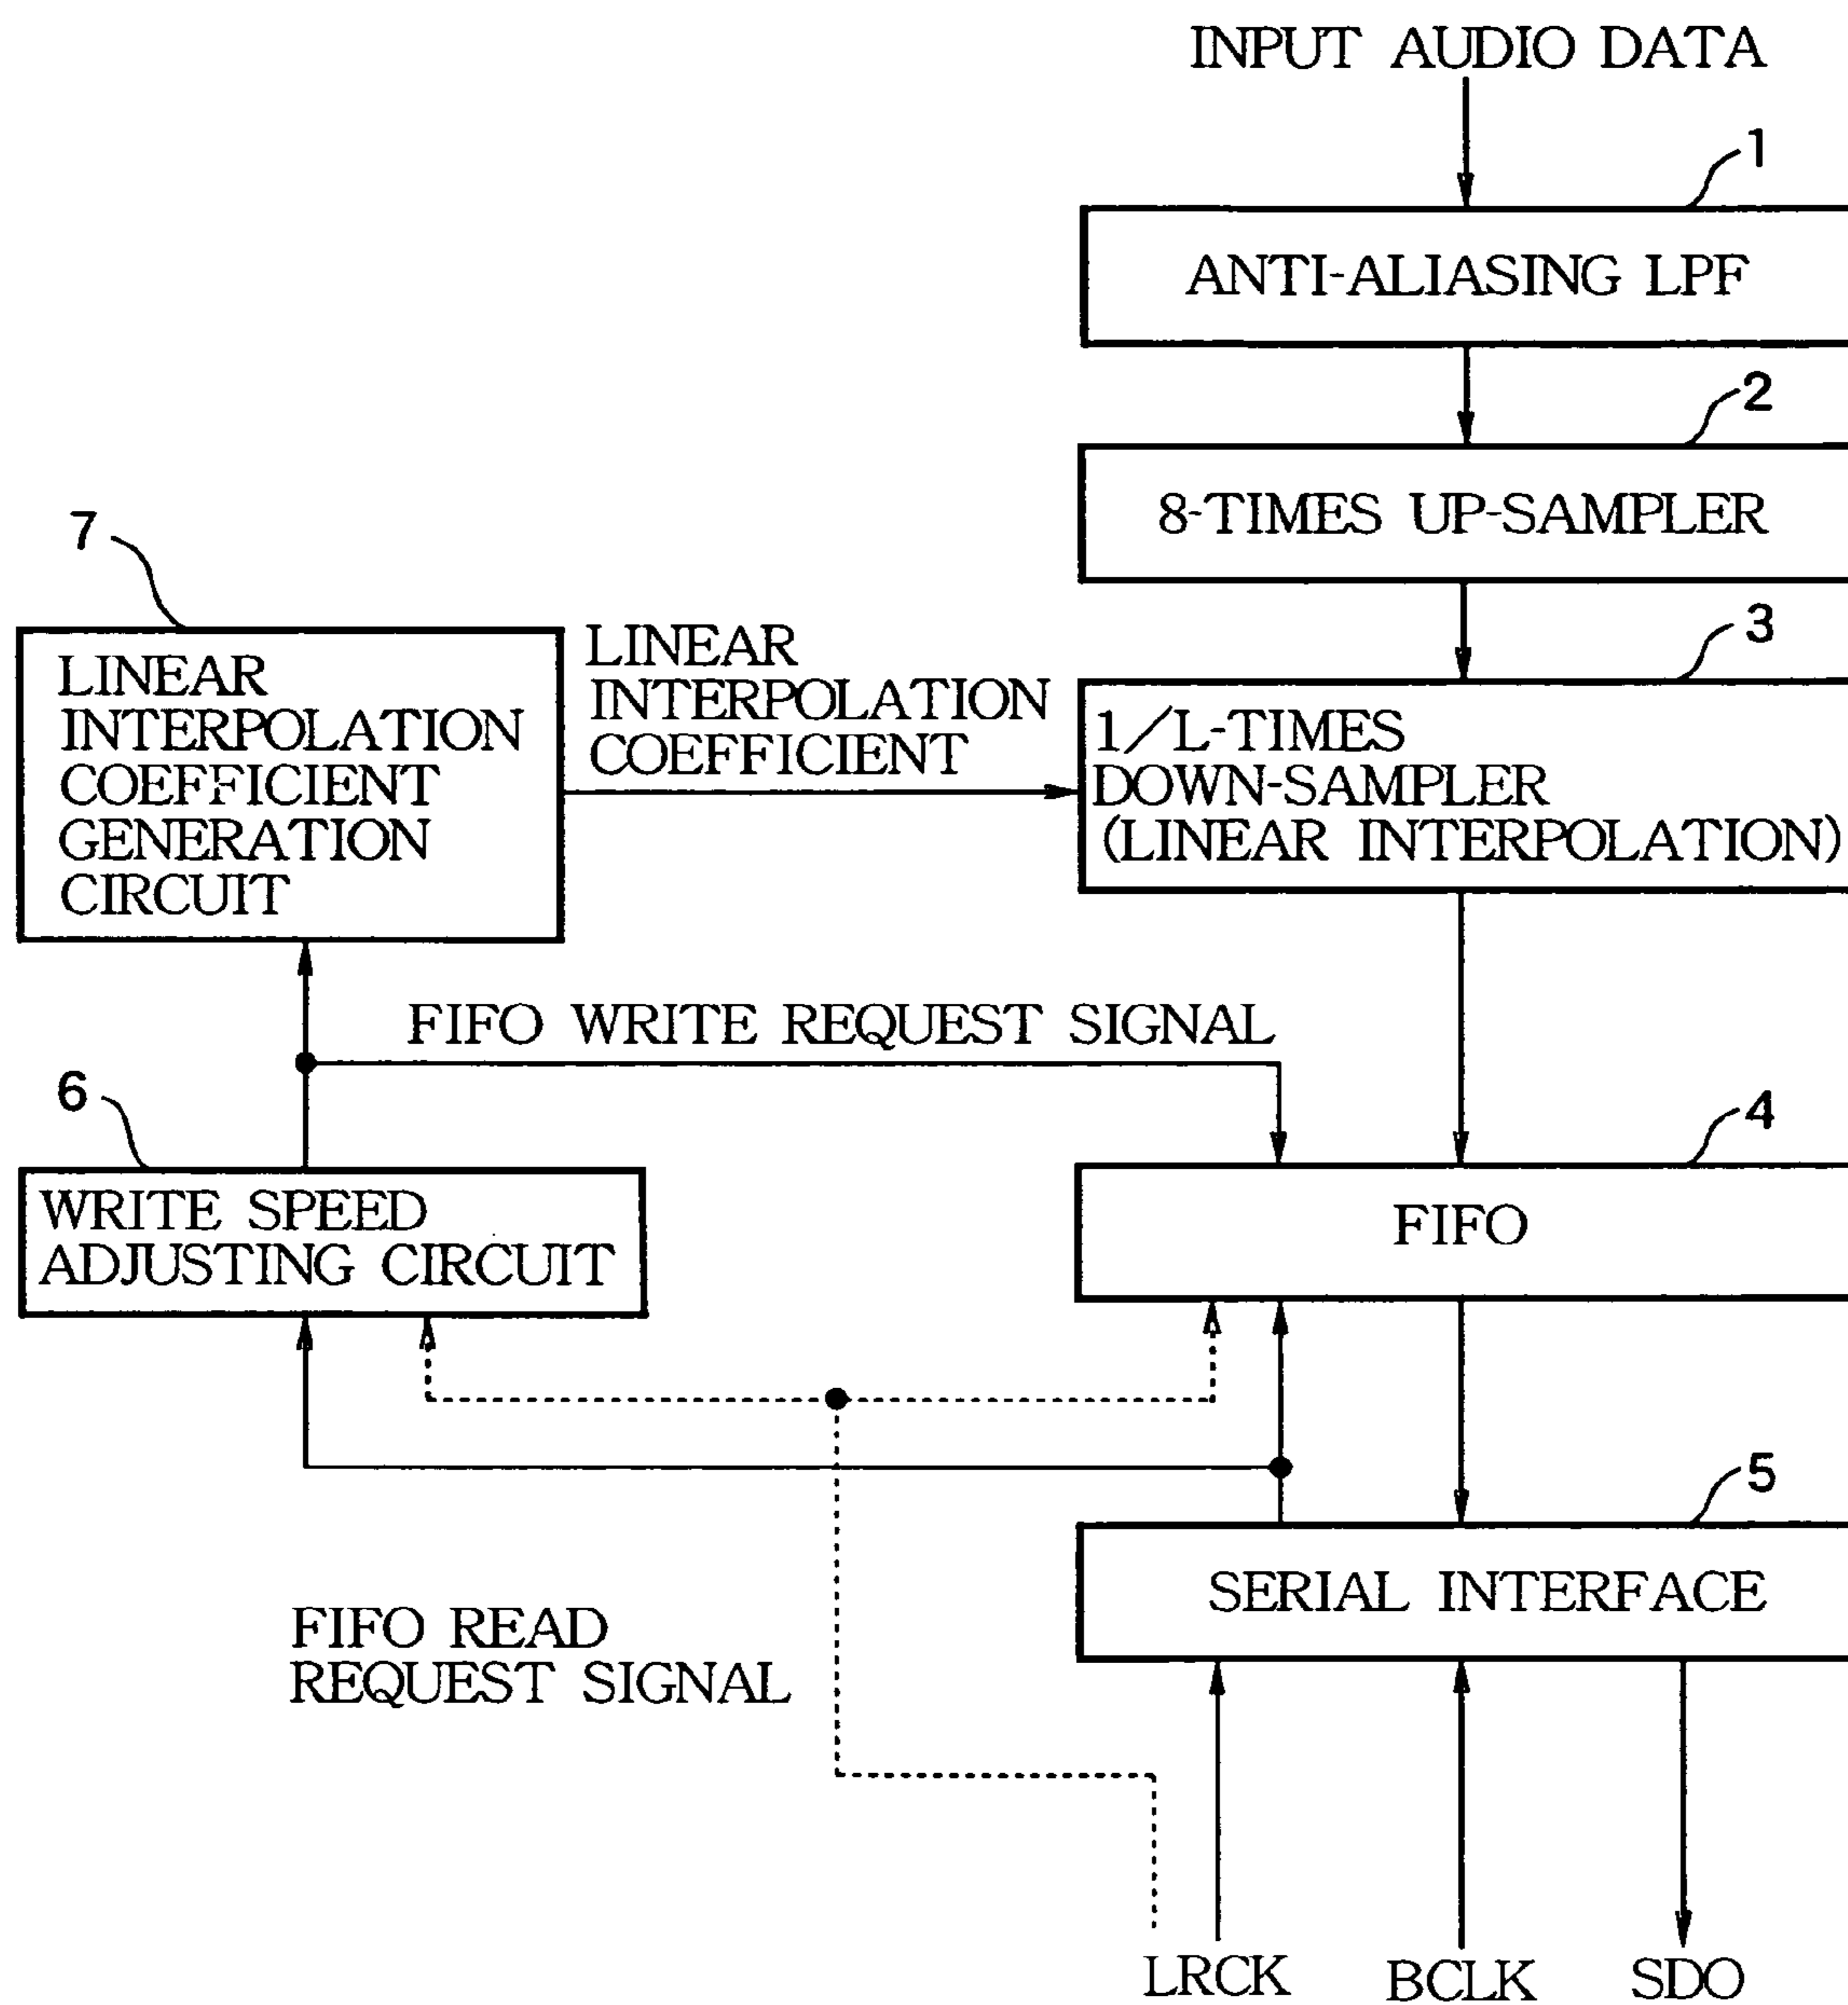 INPUT AUDIO DATA
1
ANTI-ALIASING LPF
2
8-TIMES UP-SAMPLER
7
3
LINEAR
INTERPOLATION
COEFFICIENT
GENERATION
CIRCUIT
LINEAR
INTERPOLATION
COEFFICIENT
1/L-TIMES
DOWN-SAMPLER
(LINEAR INTERPOLATION)
FIFO WRITE REQUEST SIGNAL
6
4
WRITE SPEED
ADJUSTING CIRCUIT
FIFO
5
SERIAL INTERFACE
FIFO READ
REQUEST SIGNAL
LRCK BCLK SDO